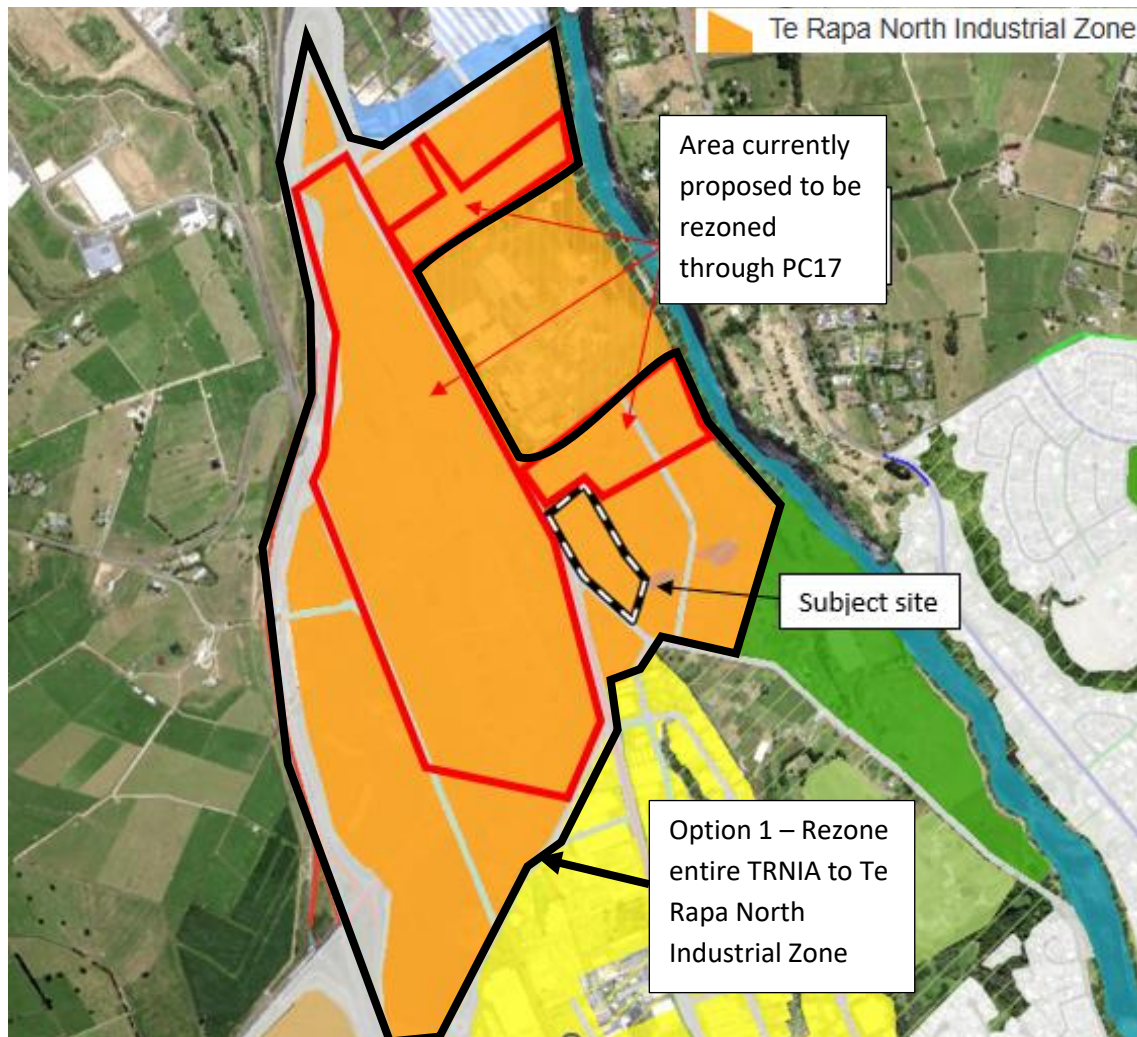 Te Rapa North Industrial Zone
Area currently
proposed to be
rezoned
through PC17
Subject site
Option 1 – Rezone
entire TRNIA to Te
Rapa North
Industrial Zone